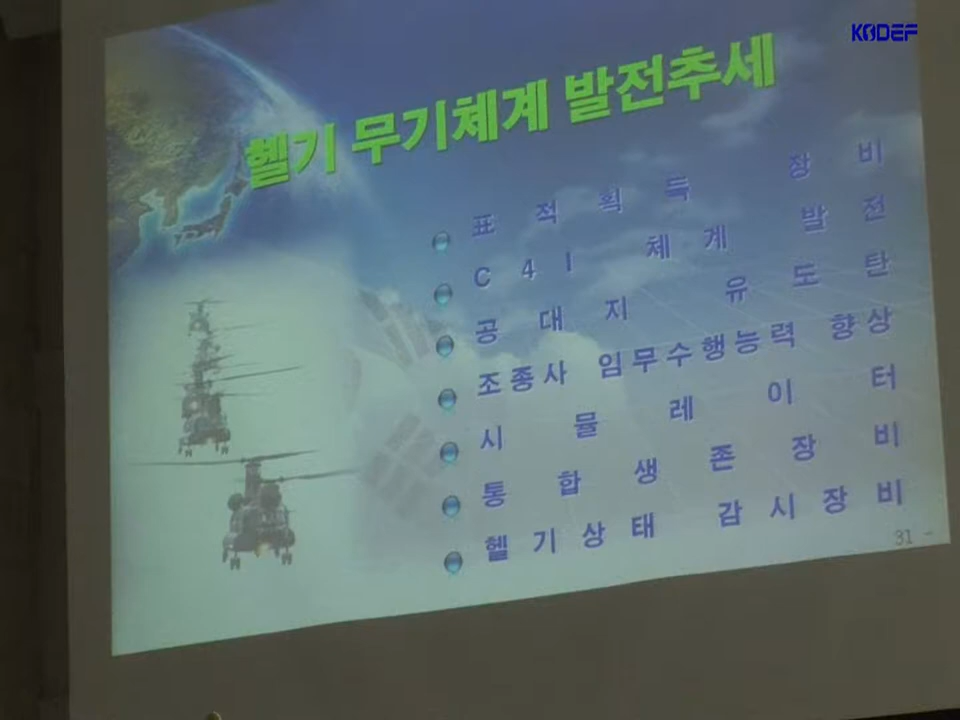 KODEF
헬기 무기체계 발전추세
표적획득 장비
C4I 체계 발전
공대지 유도탄
조종사 임무수행능력 향상
시뮬레이터
통합생존장비
헬기상태 감시장비
31 -